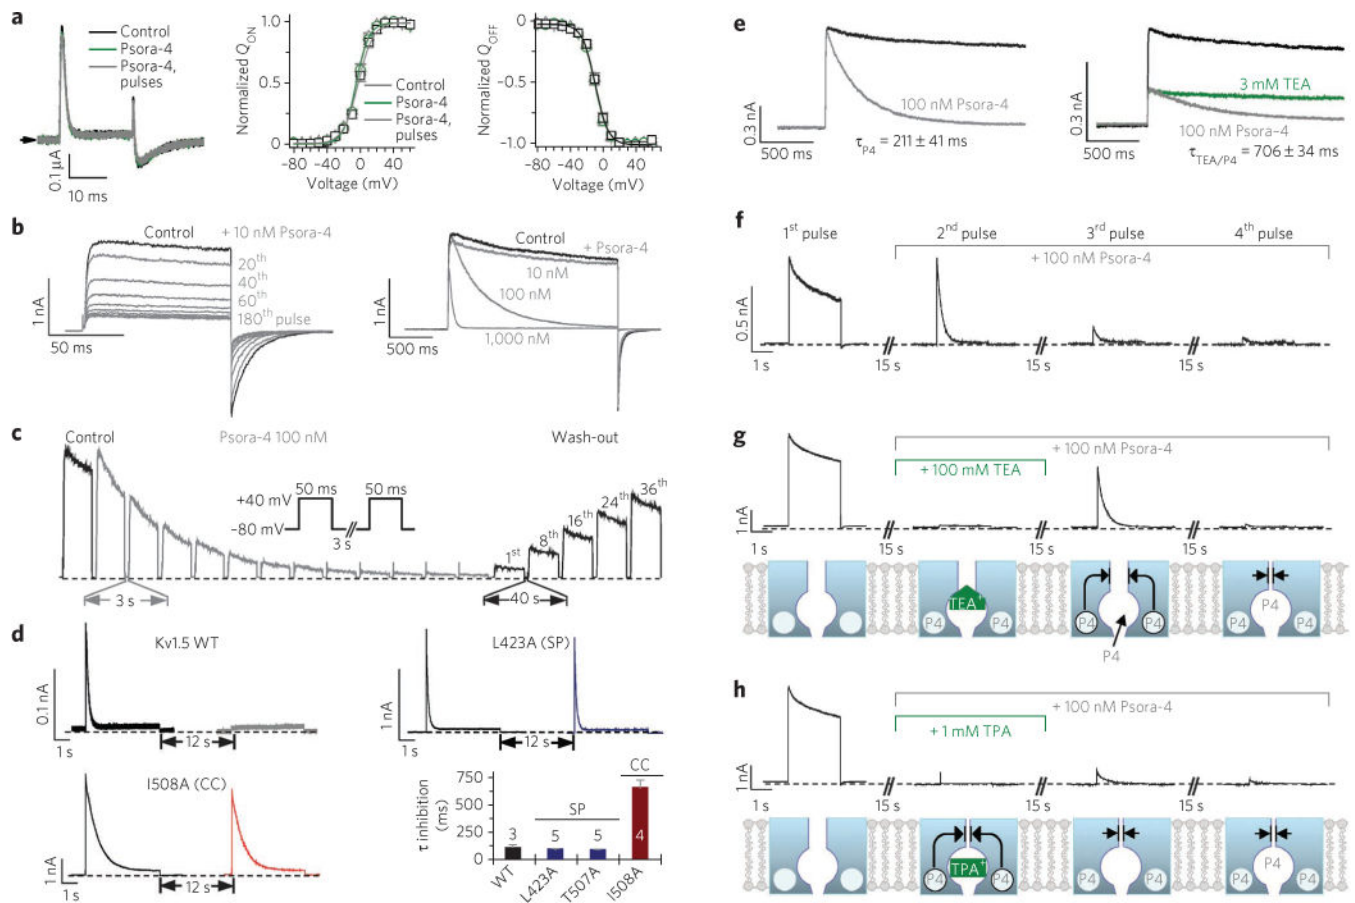 a
Control
Psora-4
Psora-4,
pulses
0.1 µA
10 ms
Normalized Q_ON
1.0
0.5
0
-80 -40 0 40
Voltage (mV)
Control
Psora-4
Psora-4,
pulses
Normalized Q_OFF
0
-0.5
-1.0
-80 -40 0 40
Voltage (mV)
b
Control
+ 10 nM Psora-4
20th
40th
60th
180th pulse
1 nA
50 ms
Control
+ Psora-4
10 nM
100 nM
1,000 nM
1 nA
500 ms
c
Control
Psora-4 100 nM
Wash-out
50 ms
50 ms
+40 mV
-80 mV
3 s
1st
8th
16th
24th
36th
3 s
40 s
d
Kv1.5 WT
0.1 nA
1 s
12 s
L423A (SP)
1 nA
1 s
12 s
I508A (CC)
1 nA
1 s
12 s
τ inhibition
(ms)
750
500
250
0
SP
CC
3
5
5
4
WT
L423A
T507A
I508A
e
100 nM Psora-4
0.3 nA
500 ms
τP4 = 211 ± 41 ms
3 mM TEA
100 nM Psora-4
0.3 nA
500 ms
τTEA/P4 = 706 ± 34 ms
f
1st pulse
2nd pulse
3rd pulse
4th pulse
+ 100 nM Psora-4
0.5 nA
1 s
15 s
15 s
15 s
g
+ 100 nM Psora-4
+ 100 mM TEA
1 nA
1 s
15 s
15 s
15 s
TEA+
P4
P4
P4
P4
P4
P4
P4
P4
h
+ 100 nM Psora-4
+ 1 mM TPA
1 nA
1 s
15 s
15 s
15 s
P4
TPA+
P4
P4
P4
P4
P4
P4